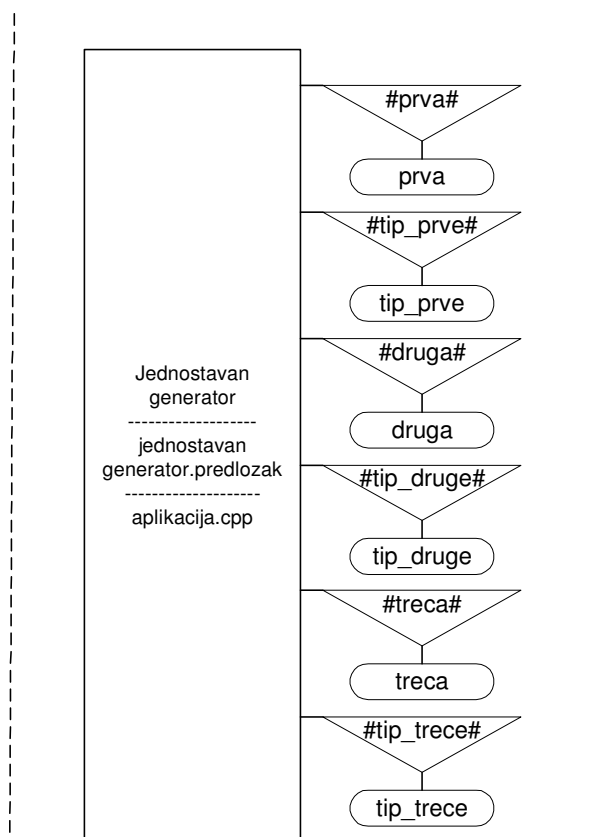 Jednostavan
generator
-------------------
jednostavan
generator.predlozak
--------------------
aplikacija.cpp
#prva#
prva
#tip_prve#
tip_prve
#druga#
druga
#tip_druge#
tip_druge
#treca#
treca
#tip_trece#
tip_trece